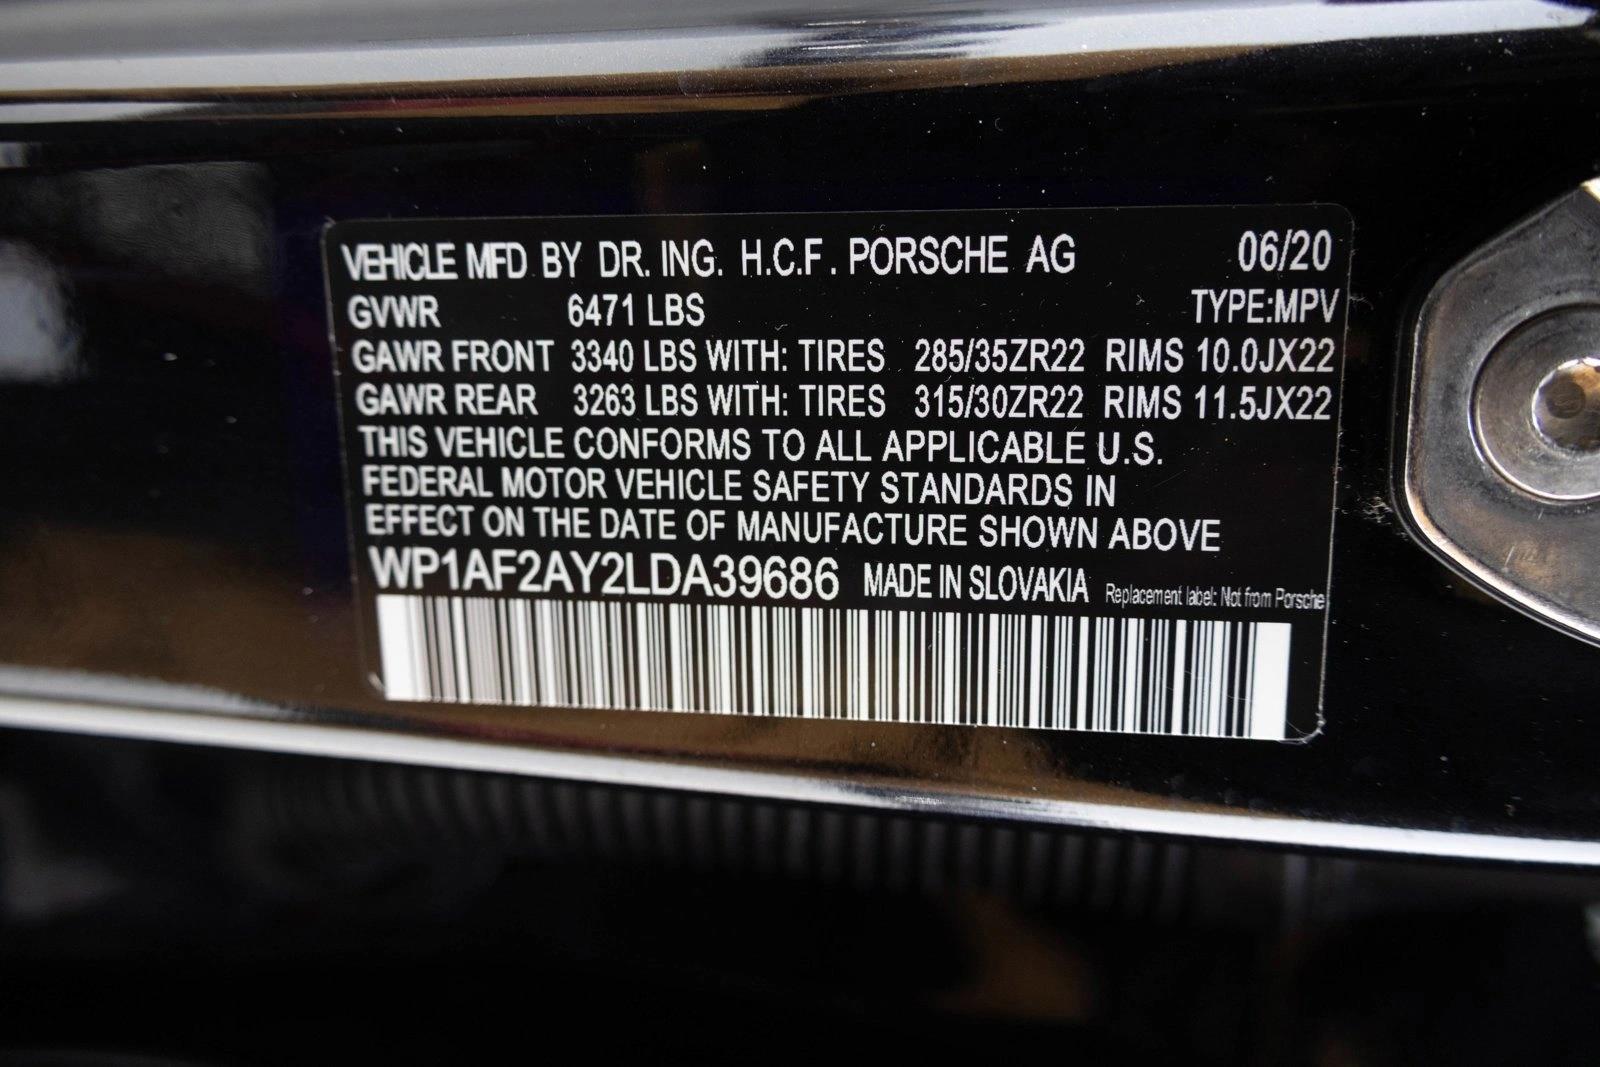 VEHICLE MFD BY DR. ING. H.C.F. PORSCHE AG 06/20
GVWR 6471 LBS TYPE:MPV
GAWR FRONT 3340 LBS WITH: TIRES 285/35ZR22 RIMS 10.0JX22
GAWR REAR 3263 LBS WITH: TIRES 315/30ZR22 RIMS 11.5JX22
THIS VEHICLE CONFORMS TO ALL APPLICABLE U.S.
FEDERAL MOTOR VEHICLE SAFETY STANDARDS IN
EFFECT ON THE DATE OF MANUFACTURE SHOWN ABOVE
WP1AF2AY2LDA39686 MADE IN SLOVAKIA Replacement label: Not from Porsche